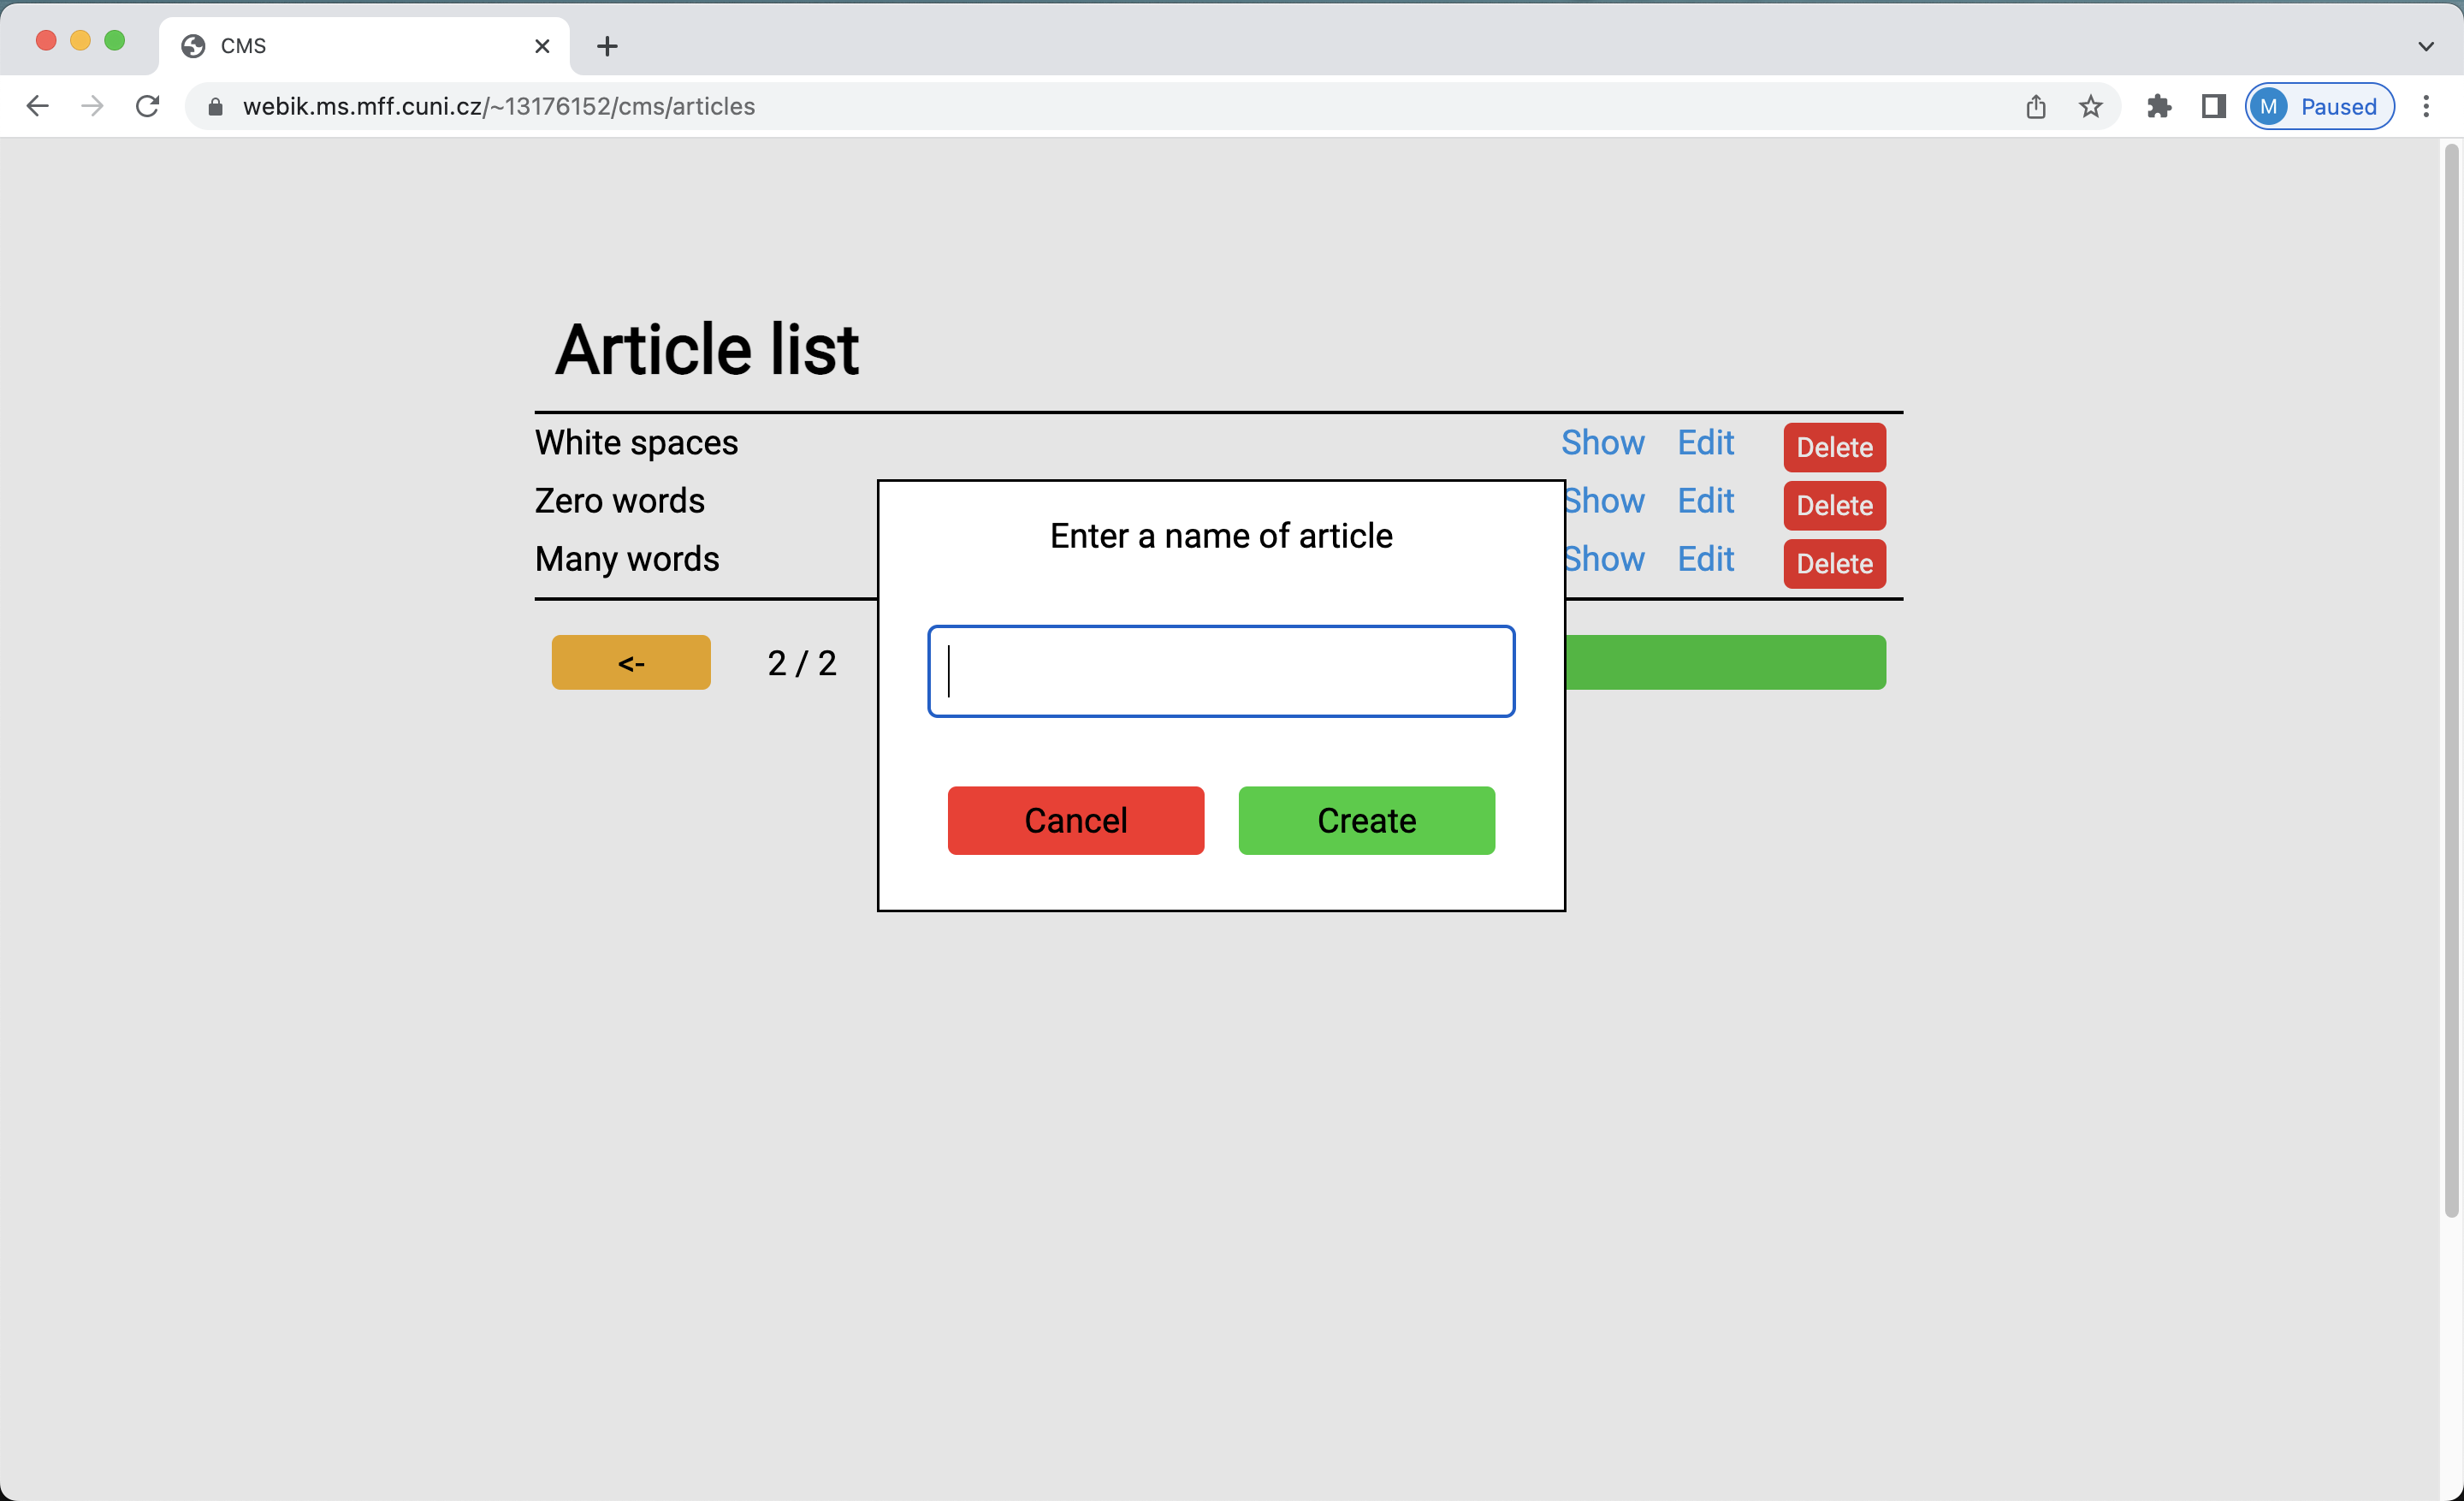 CMS
webik.ms.mff.cuni.cz/~13176152/cms/articles
M Paused
Article list
White spaces Show Edit Delete
Zero words Show Edit Delete
Enter a name of article
Many words Show Edit Delete
<- 2 / 2
Cancel Create